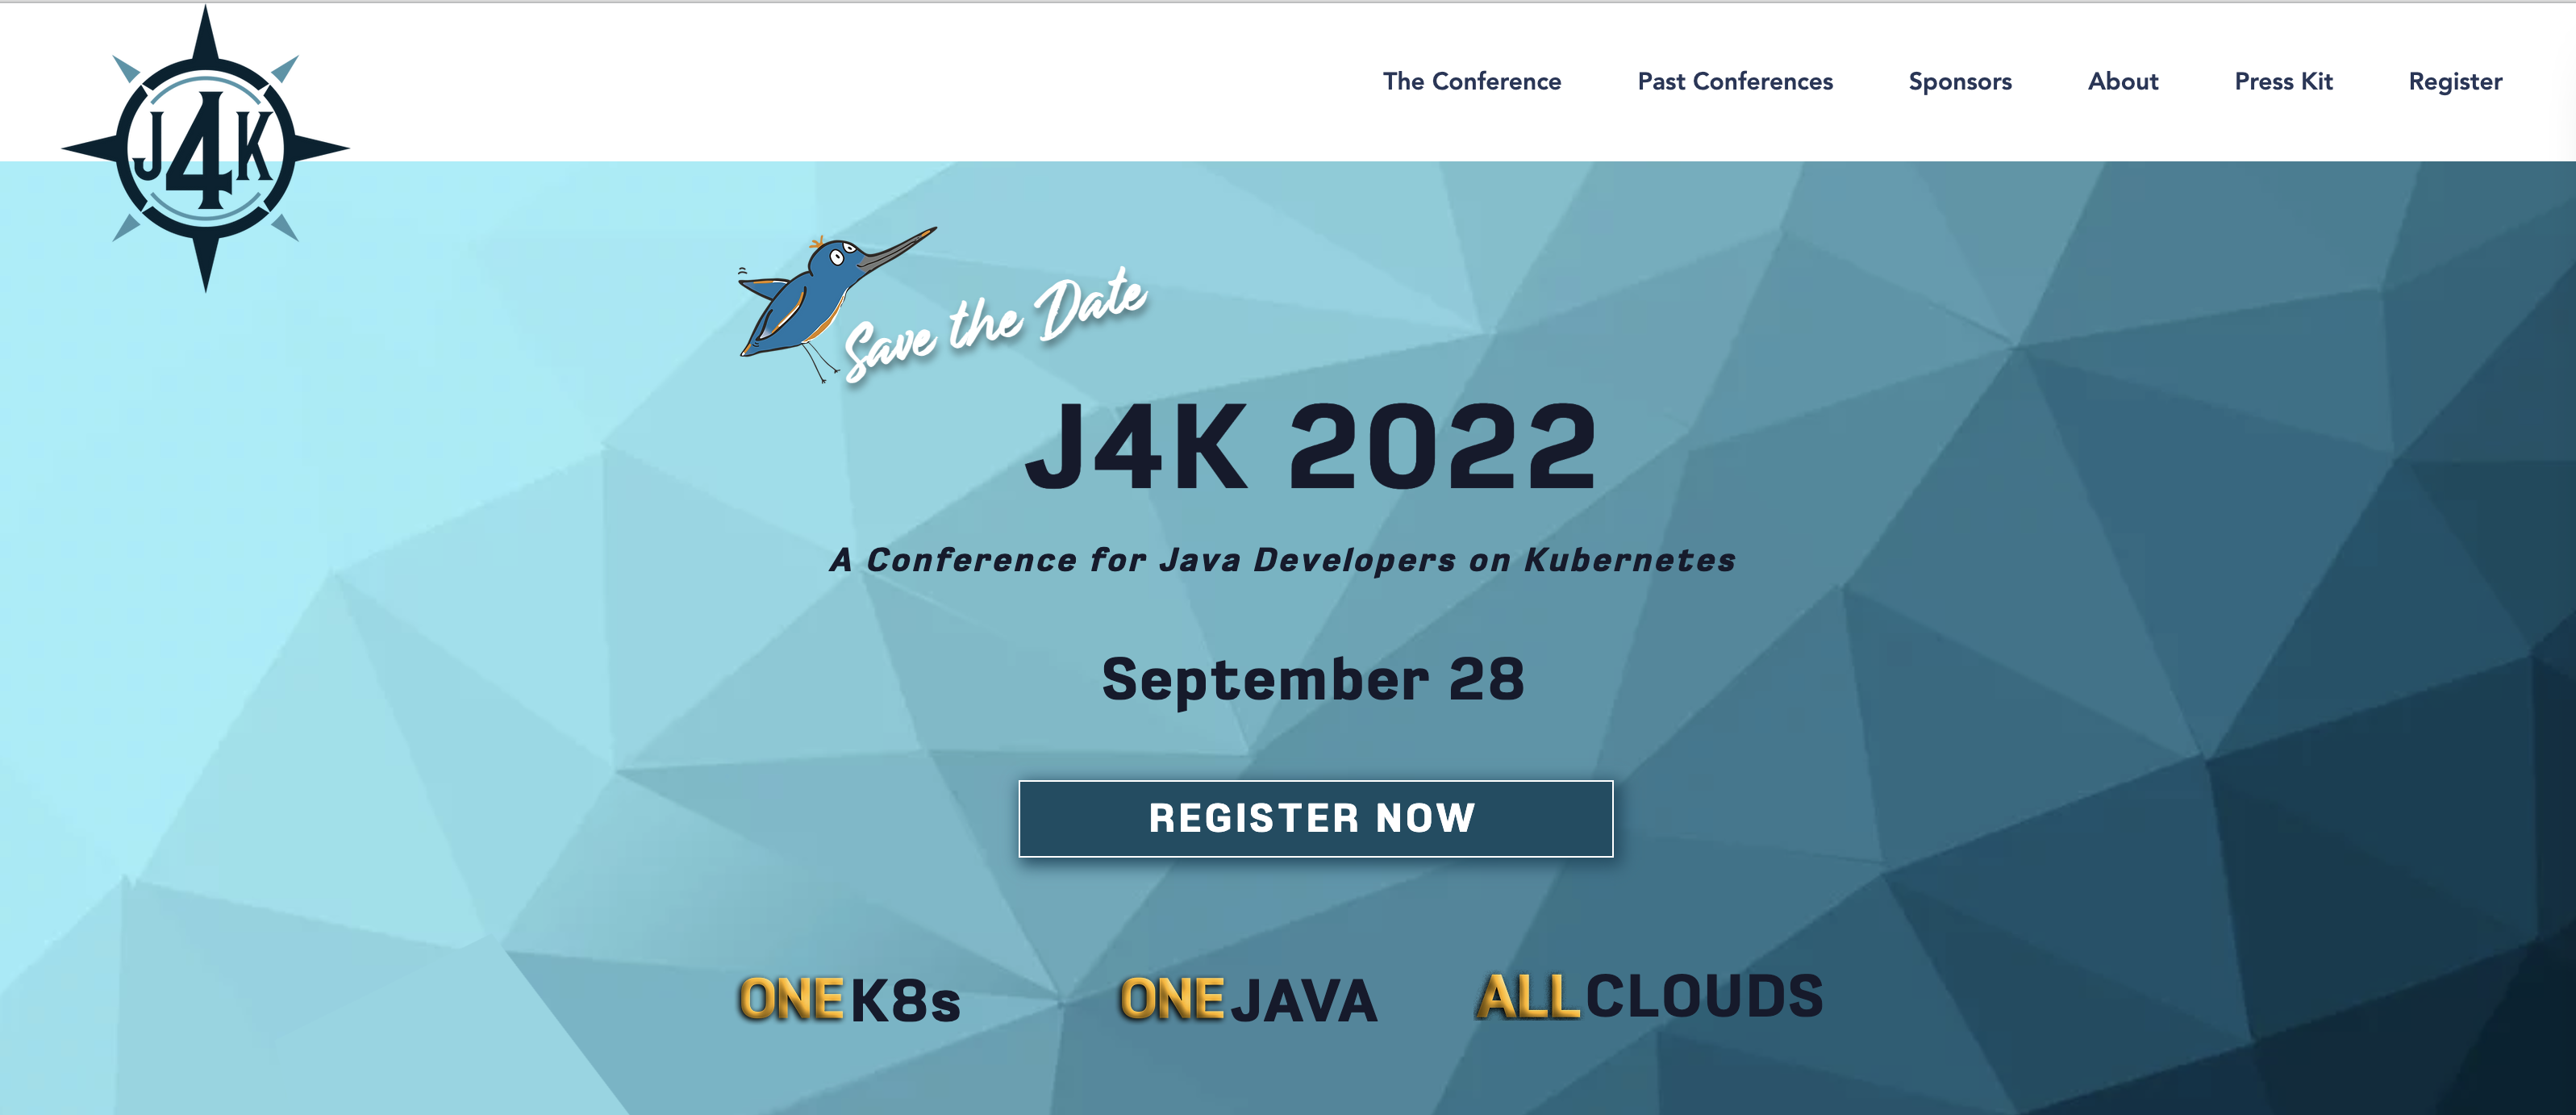 J4K
The Conference Past Conferences Sponsors About Press Kit Register
Save the Date
J4K 2022
A Conference for Java Developers on Kubernetes
September 28
REGISTER NOW
ONE K8s ONE JAVA ALL CLOUDS